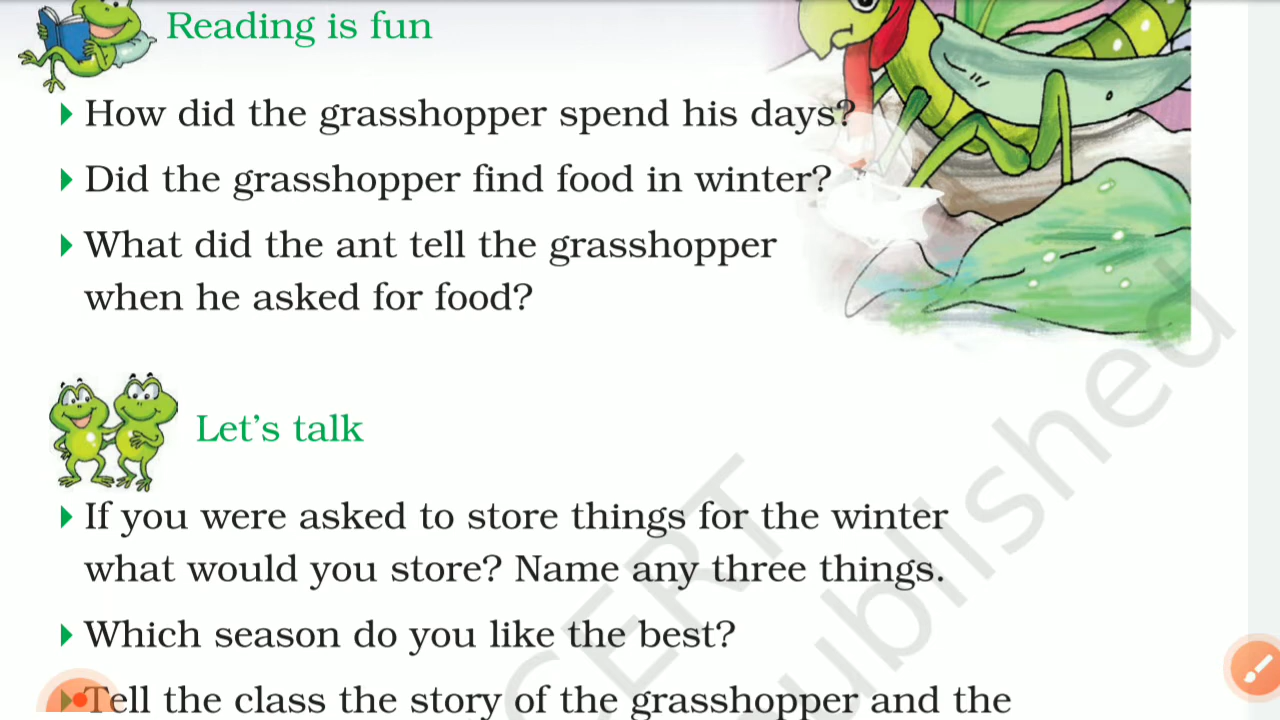 Reading is fun
How did the grasshopper spend his days?
Did the grasshopper find food in winter?
What did the ant tell the grasshopper
when he asked for food?
Let's talk
If you were asked to store things for the winter
what would you store? Name any three things.
Which season do you like the best?
Tell the class the story of the grasshopper and the